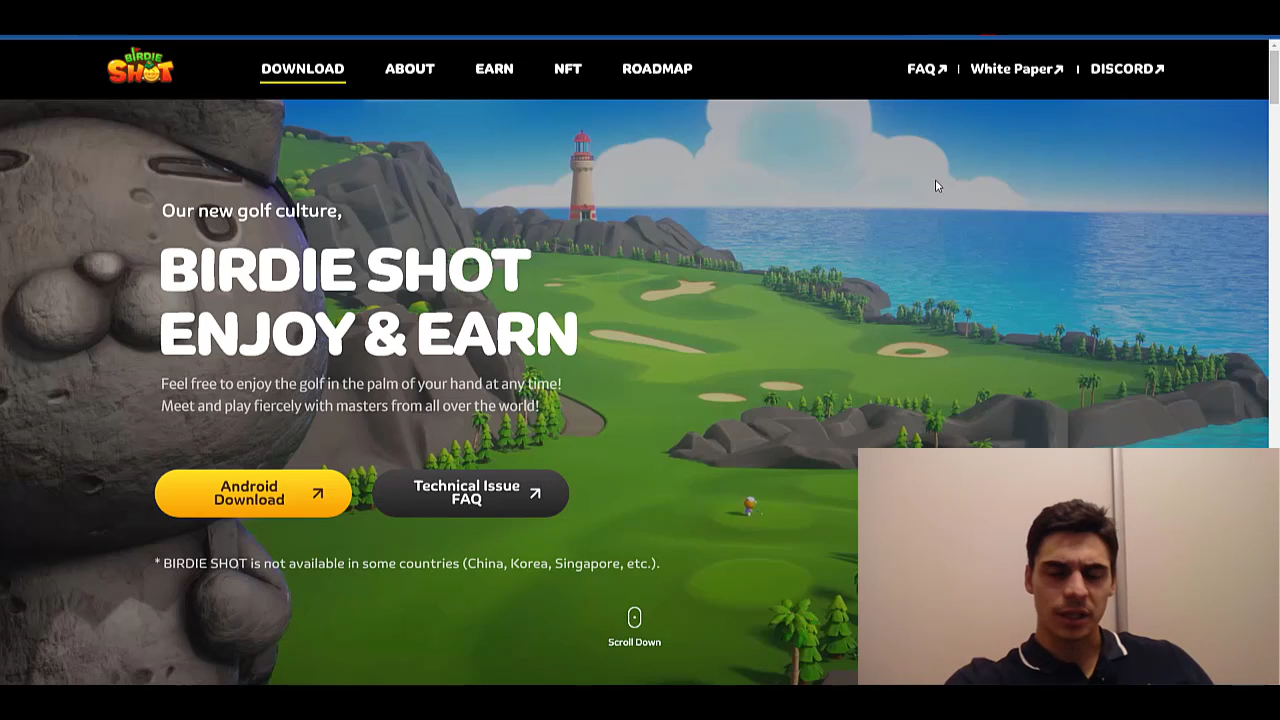 BIRDIE
SHOT
DOWNLOAD
ABOUT
EARN
NFT
ROADMAP
FAQ
White Paper
DISCORD
Our new golf culture,
BIRDIE SHOT
ENJOY & EARN
Feel free to enjoy the golf in the palm of your hand at any time!
Meet and play fiercely with masters from all over the world!
Android
Download
Technical Issue
FAQ
* BIRDIE SHOT is not available in some countries (China, Korea, Singapore, etc.).
Scroll Down